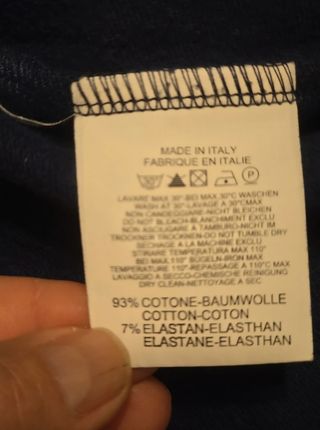 MADE IN ITALY
FABRIQUE EN ITALIE
P
LAVARE MAX 30°-BEI MAX.30°C WASCHEN
WASH AT 30°-LAVAGE A 30°CMAX
NON CANDEGGIARE-NICHT BLEICHEN
DO NOT BLEACH-BLANCHIMENT EXCLU
NON ASCIUGARE A TAMBURO-NICHT IM
TROCKNER TROCKNEN-DO NOT TUMBLE DRY
SECHAGE A LA MACHINE EXCLU
STIRARE TEMPERATURA MAX 110°
BEI MAX.110° BÜGELN-IRON MAX
TEMPERATURE 110°-REPASSAGE A 110°C MAX
LAVAGGIO A SECCO-CHEMISCHE REINIGUNG
DRY CLEAN-NETTOYAGE A SEC
93% COTONE-BAUMWOLLE
COTTON-COTON
7% ELASTAN-ELASTHAN
ELASTANE-ELASTHAN